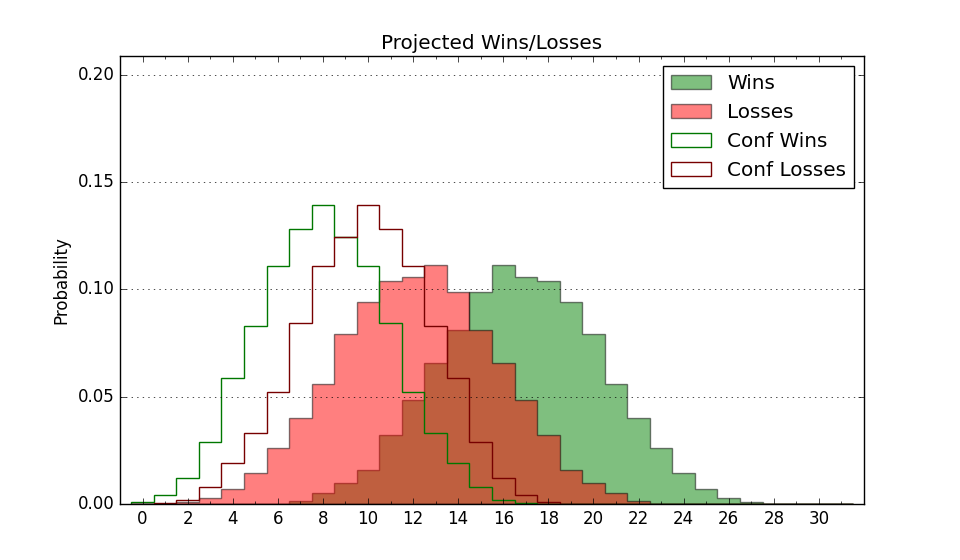 Projected Wins/Losses
Wins
Losses
Conf Wins
Conf Losses
Probability
0.20
0.15
0.10
0.05
0.00
0 2 4 6 8 10 12 14 16 18 20 22 24 26 28 30